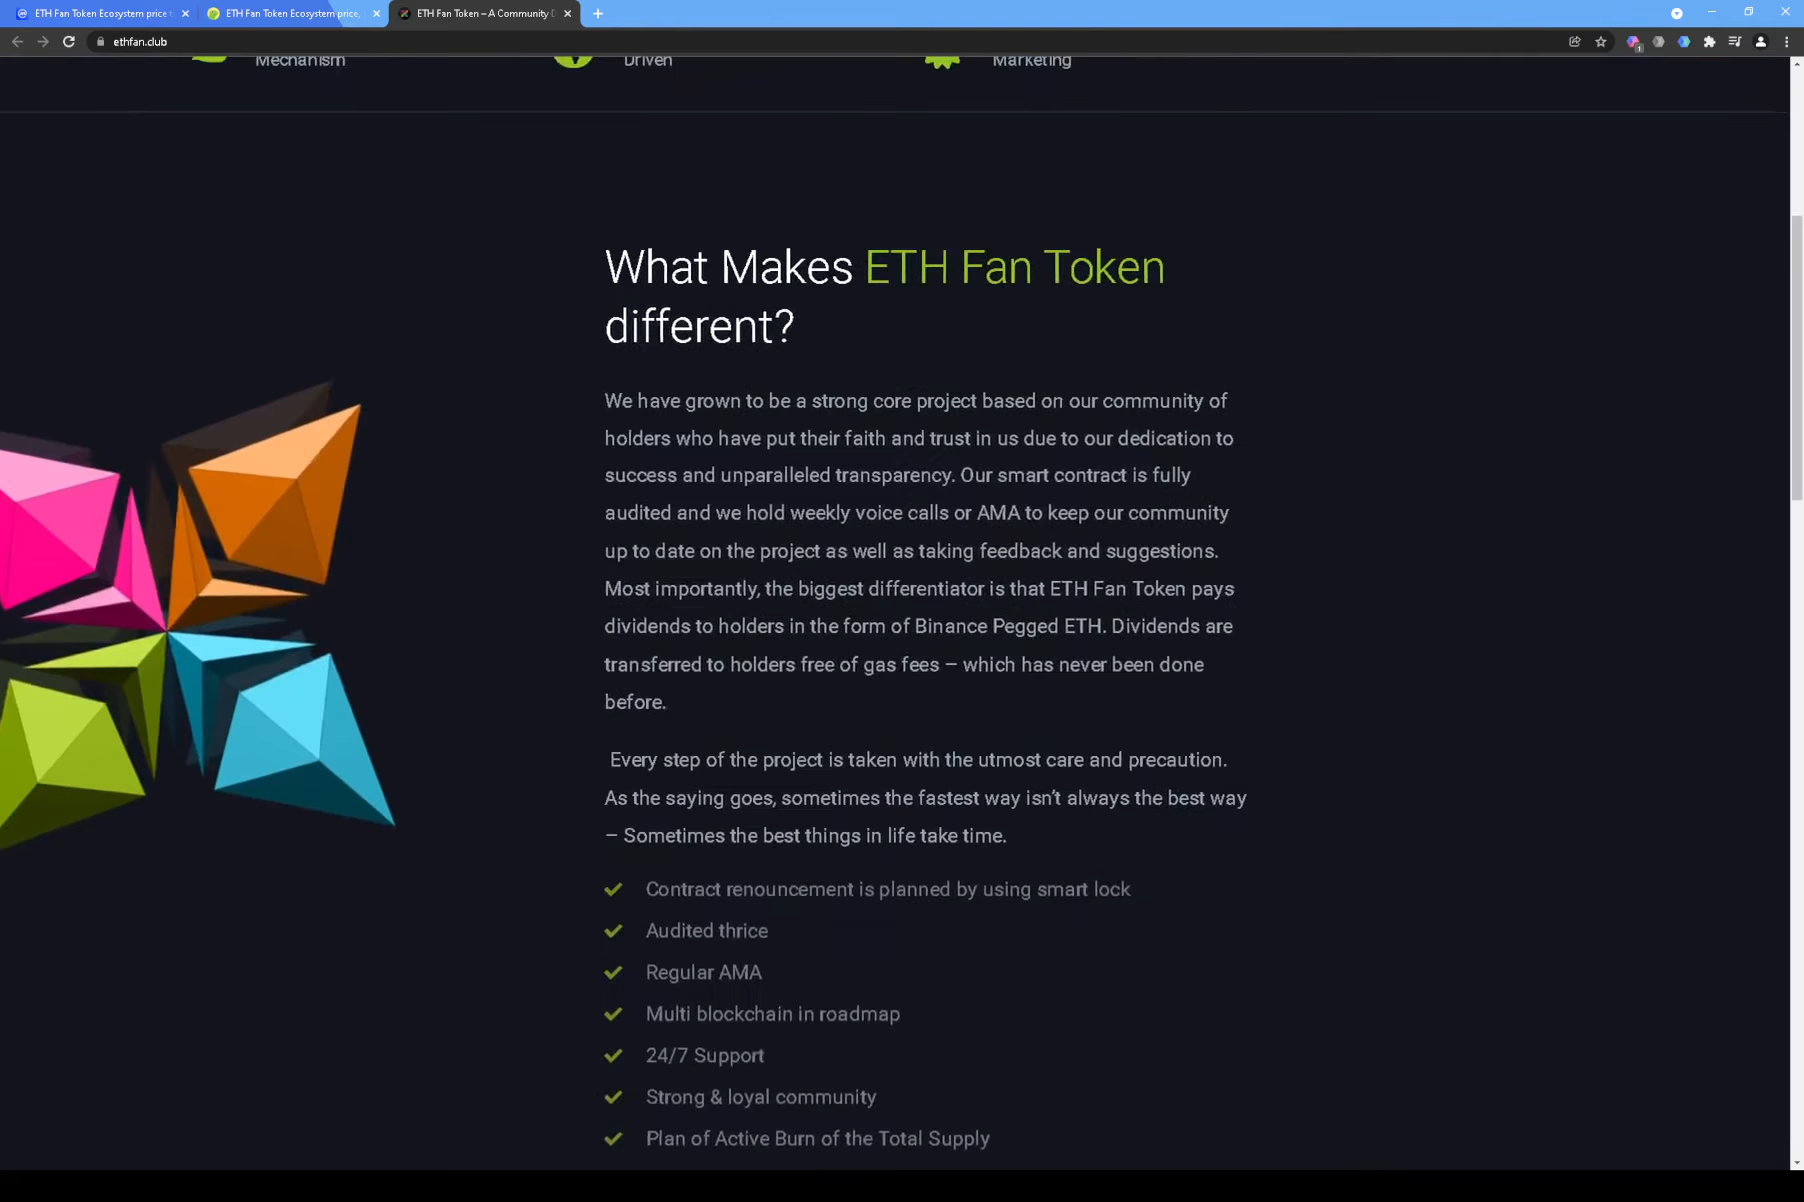 ETH Fan Token Ecosystem price t
ETH Fan Token Ecosystem price,
ETH Fan Token – A Community D
ethfan.club
1
Mechanism
Driven
Marketing
What Makes ETH Fan Token
different?
We have grown to be a strong core project based on our community of
holders who have put their faith and trust in us due to our dedication to
success and unparalleled transparency. Our smart contract is fully
audited and we hold weekly voice calls or AMA to keep our community
up to date on the project as well as taking feedback and suggestions.
Most importantly, the biggest differentiator is that ETH Fan Token pays
dividends to holders in the form of Binance Pegged ETH. Dividends are
transferred to holders free of gas fees – which has never been done
before.
Every step of the project is taken with the utmost care and precaution.
As the saying goes, sometimes the fastest way isn’t always the best way
– Sometimes the best things in life take time.
Contract renouncement is planned by using smart lock
Audited thrice
Regular AMA
Multi blockchain in roadmap
24/7 Support
Strong & loyal community
Plan of Active Burn of the Total Supply